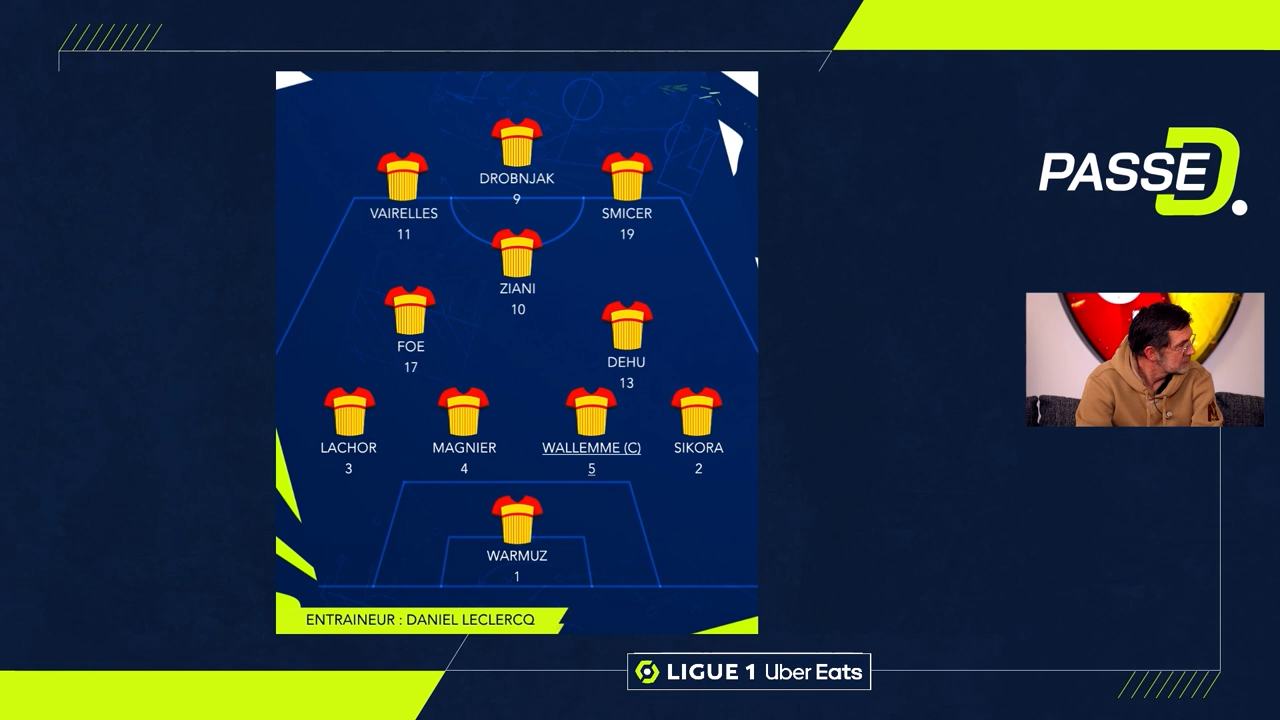 DROBNJAK
9
VAIRELLES
11
SMICER
19
ZIANI
10
FOE
17
DEHU
13
LACHOR
3
MAGNIER
4
WALLEMME (C)
5
SIKORA
2
WARMUZ
1
ENTRAINEUR : DANIEL LECLERCQ
PASSE D.
LIGUE 1 Uber Eats